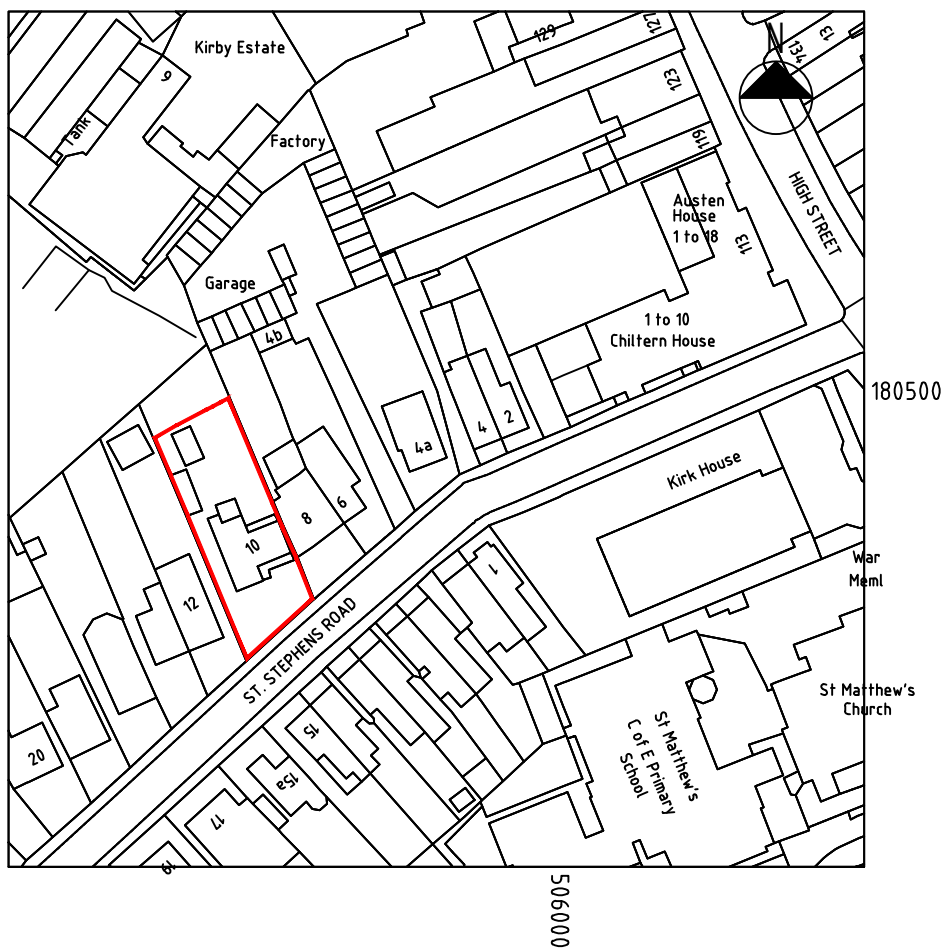 Kirby Estate
129
127
N
134
13
9
Tank
Factory
123
119
HIGH STREET
Austen
House
1 to 18
113
Garage
4b
1 to 10
Chiltern House
180500
4a
4
2
Kirk House
6
8
10
12
1
War
Meml
ST. STEPHENS ROAD
St Matthew's
Church
St Matthew's
C of E Primary
School
15
15a
17
19
20
506000